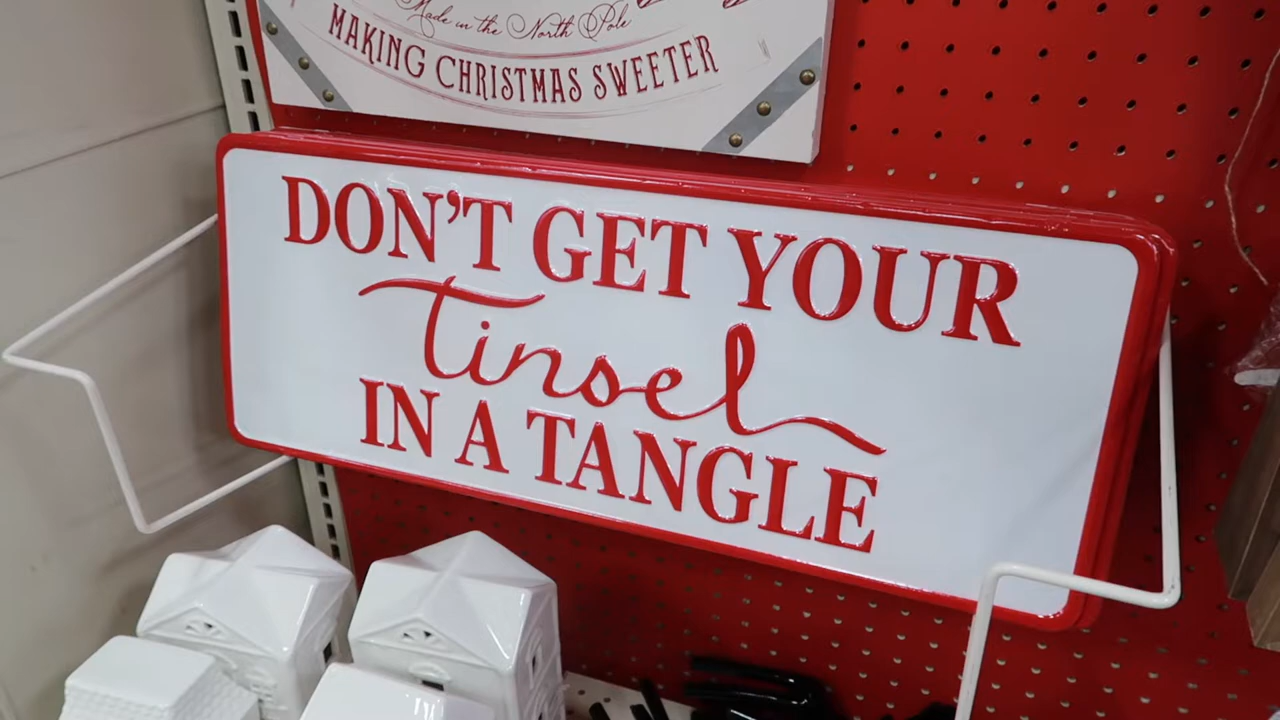 Made in the North Pole
MAKING CHRISTMAS SWEETER
DON'T GET YOUR
Tinsel
IN A TANGLE